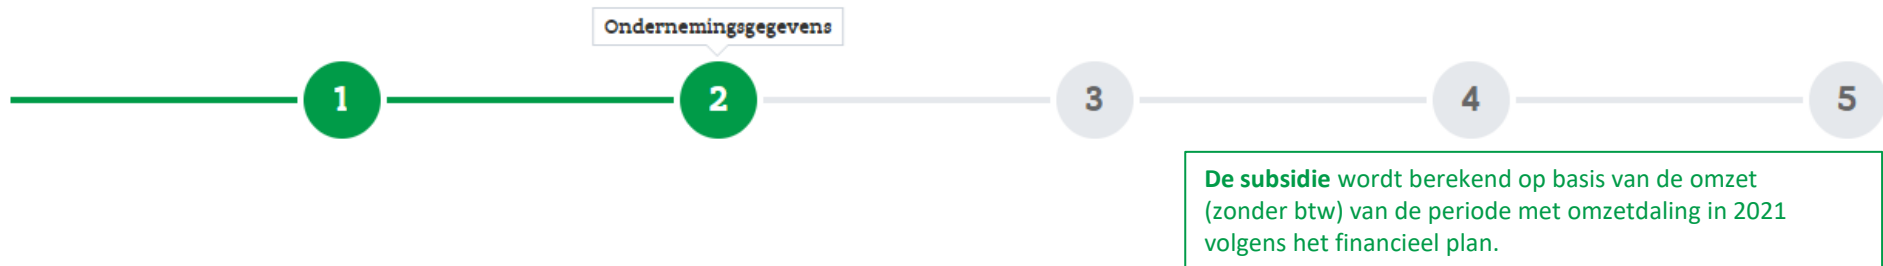 Ondernemingsgegevens
1 2 3 4 5
De subsidie wordt berekend op basis van de omzet
(zonder btw) van de periode met omzetdaling in 2021
volgens het financieel plan.